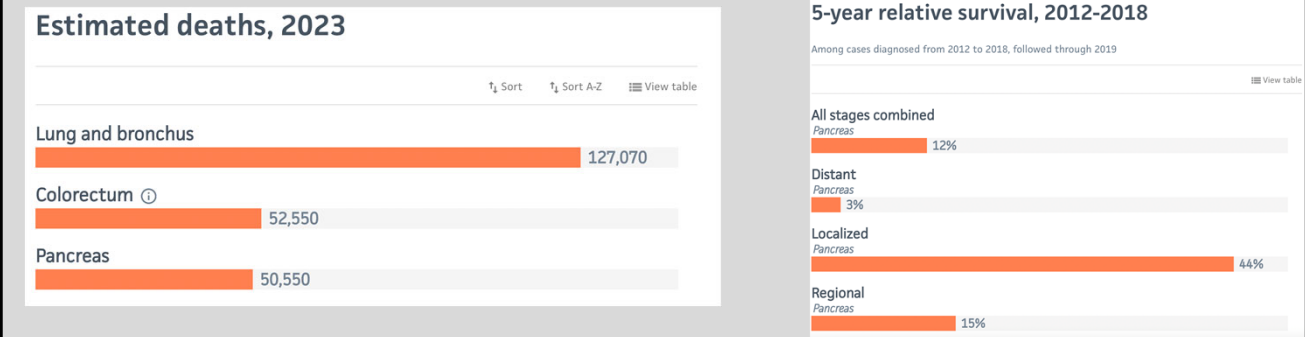 Estimated deaths, 2023
Sort
Sort A-Z
View table
Lung and bronchus
127,070
Colorectum
52,550
Pancreas
50,550
5-year relative survival, 2012-2018
Among cases diagnosed from 2012 to 2018, followed through 2019
View table
All stages combined
Pancreas
12%
Distant
Pancreas
3%
Localized
Pancreas
44%
Regional
Pancreas
15%